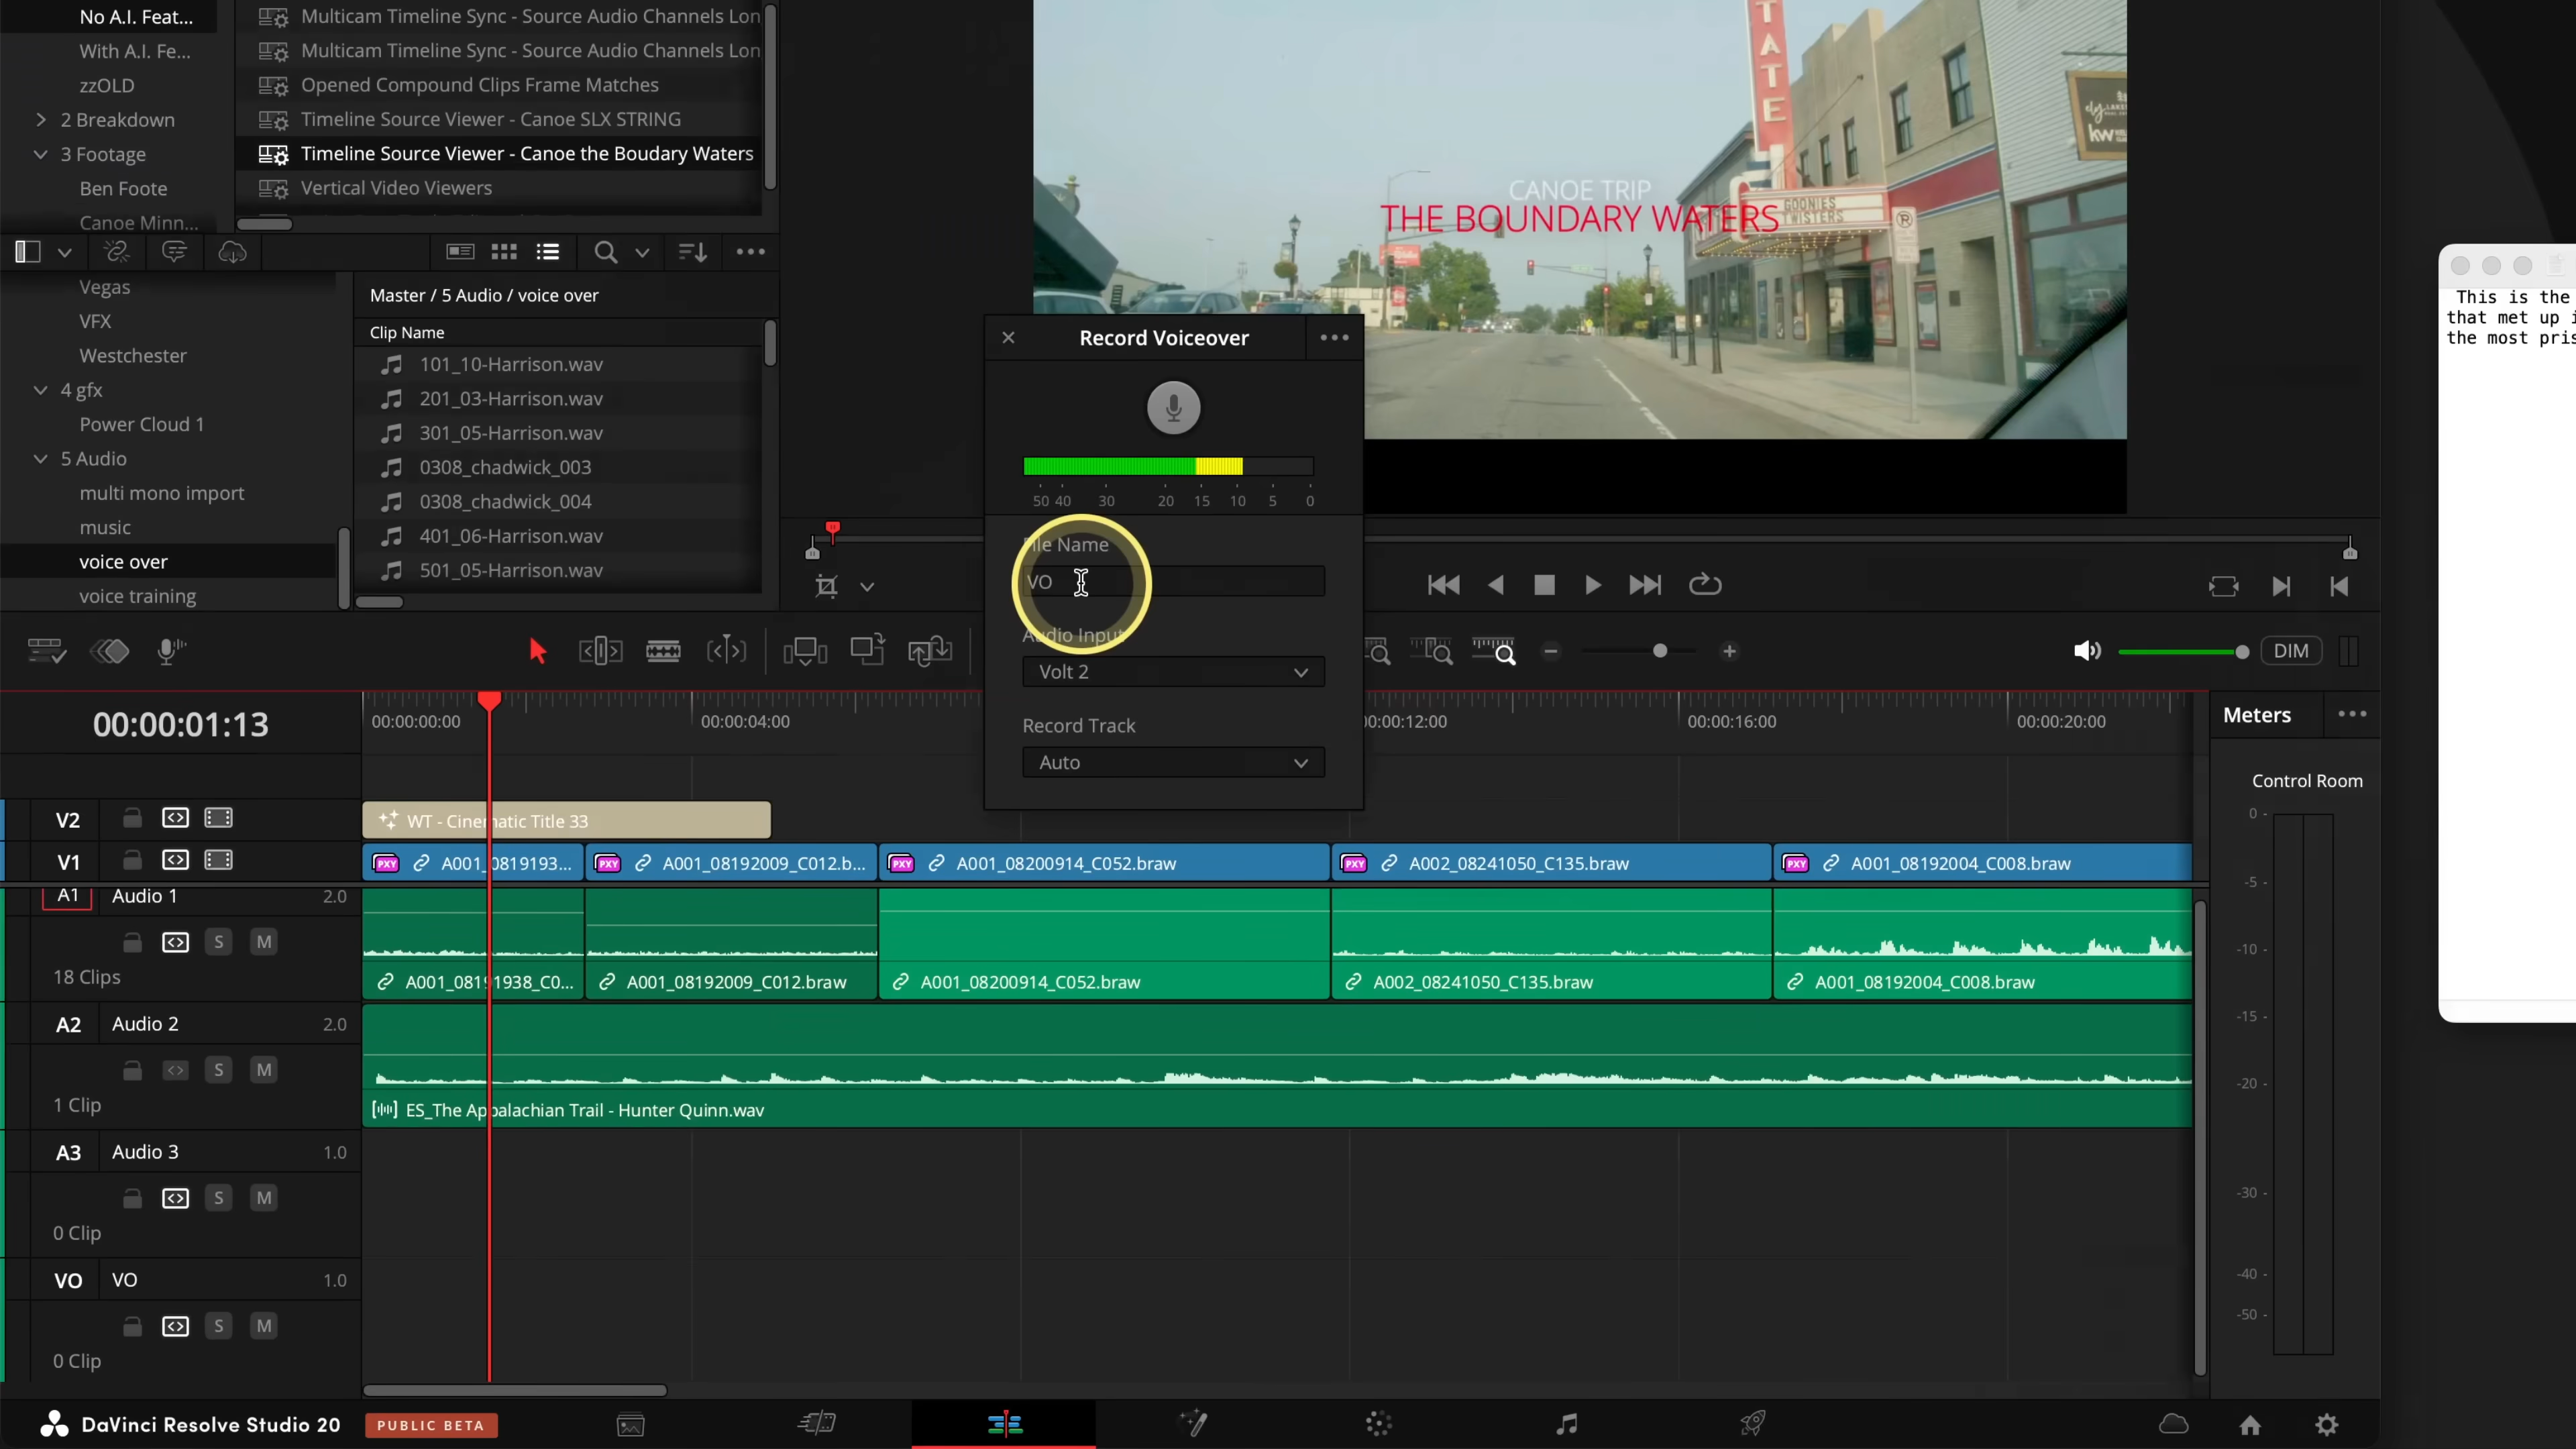 No A.I. Feat...
With A.I. Fe...
zzOLD
2 Breakdown
3 Footage
Ben Foote
Canoe Minn...
Multicam Timeline Sync - Source Audio Channels Lon
Multicam Timeline Sync - Source Audio Channels Lon
Opened Compound Clips Frame Matches
Timeline Source Viewer - Canoe SLX STRING
Timeline Source Viewer - Canoe the Boudary Waters
Vertical Video Viewers
Vegas
VFX
Westchester
4 gfx
Power Cloud 1
5 Audio
multi mono import
music
voice over
voice training
Master / 5 Audio / voice over
Clip Name
101_10-Harrison.wav
201_03-Harrison.wav
301_05-Harrison.wav
0308_chadwick_003
0308_chadwick_004
401_06-Harrison.wav
501_05-Harrison.wav
TATE
GOONIES
TWISTERS
kw
CANOE TRIP
THE BOUNDARY WATERS
Record Voiceover
50 40 30 20 15 10 5 0
File Name
VO
Audio Input
Volt 2
Record Track
Auto
This is the
that met up i
the most pris
DIM
00:00:01:13
00:00:00:00
00:00:04:00
00:00:12:00
00:00:16:00
00:00:20:00
Meters
Control Room
0
-5
-10
-15
-20
-30
-40
-50
V2
WT - Cinematic Title 33
V1
PXY A001_0819193...
PXY A001_08192009_C012.b...
PXY A001_08200914_C052.braw
PXY A002_08241050_C135.braw
PXY A001_08192004_C008.braw
A1 Audio 1 2.0
S M
18 Clips
A001_08191938_C0...
A001_08192009_C012.braw
A001_08200914_C052.braw
A002_08241050_C135.braw
A001_08192004_C008.braw
A2 Audio 2 2.0
S M
1 Clip
ES_The Appalachian Trail - Hunter Quinn.wav
A3 Audio 3 1.0
S M
0 Clip
VO VO 1.0
S M
0 Clip
DaVinci Resolve Studio 20
PUBLIC BETA